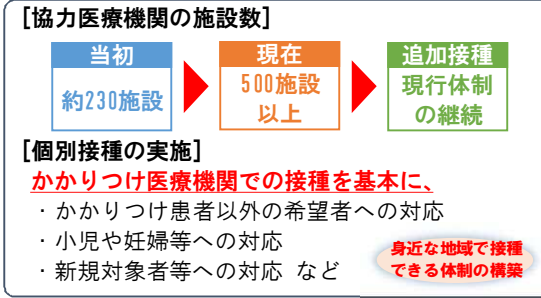 [協力医療機関の施設数]
当初
約230施設
現在
500施設
以上
追加接種
現行体制
の継続
[個別接種の実施]
かかりつけ医療機関での接種を基本に、
・かかりつけ患者以外の希望者への対応
・小児や妊婦等への対応
・新規対象者等への対応 など
身近な地域で接種
できる体制の構築